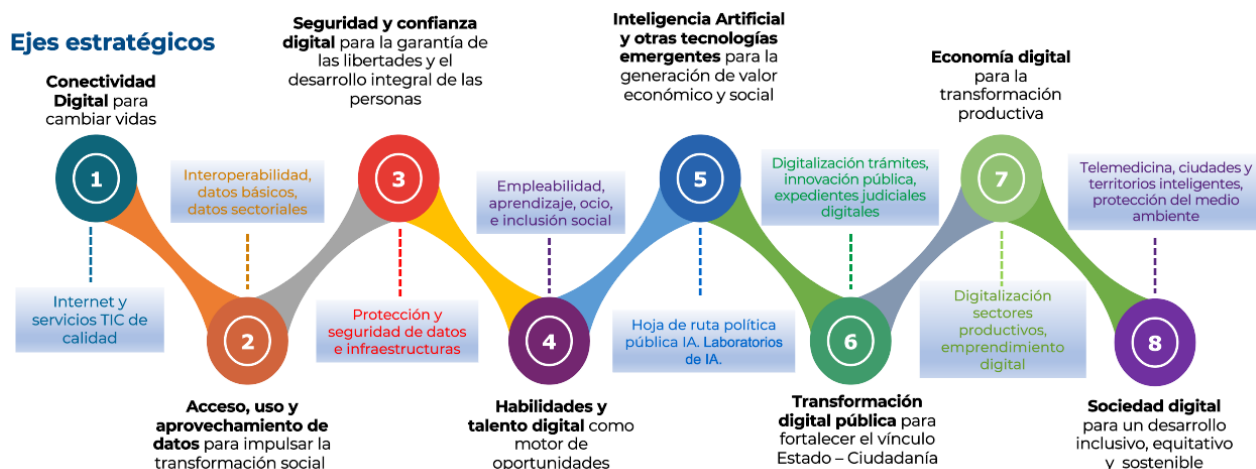 Ejes estratégicos
Conectividad
Digital para
cambiar vidas
1
Internet y
servicios TIC de
calidad
Interoperabilidad,
datos básicos,
datos sectoriales
2
Acceso, uso y
aprovechamiento de
datos para impulsar la
transformación social
Seguridad y confianza
digital para la garantía de
las libertades y el
desarrollo integral de las
personas
3
Protección y
seguridad de datos
e infraestructuras
Empleabilidad,
aprendizaje, ocio,
e inclusión social
4
Habilidades y
talento digital como
motor de
oportunidades
Inteligencia Artificial
y otras tecnologías
emergentes para la
generación de valor
económico y social
5
Hoja de ruta política
pública IA. Laboratorios
de IA.
Digitalización trámites,
innovación pública,
expedientes judiciales
digitales
6
Transformación
digital pública para
fortalecer el vínculo
Estado – Ciudadanía
Economía digital
para la
transformación
productiva
7
Digitalización
sectores
productivos,
emprendimiento
digital
Telemedicina, ciudades y
territorios inteligentes,
protección del medio
ambiente
8
Sociedad digital
para un desarrollo
inclusivo, equitativo
y sostenible